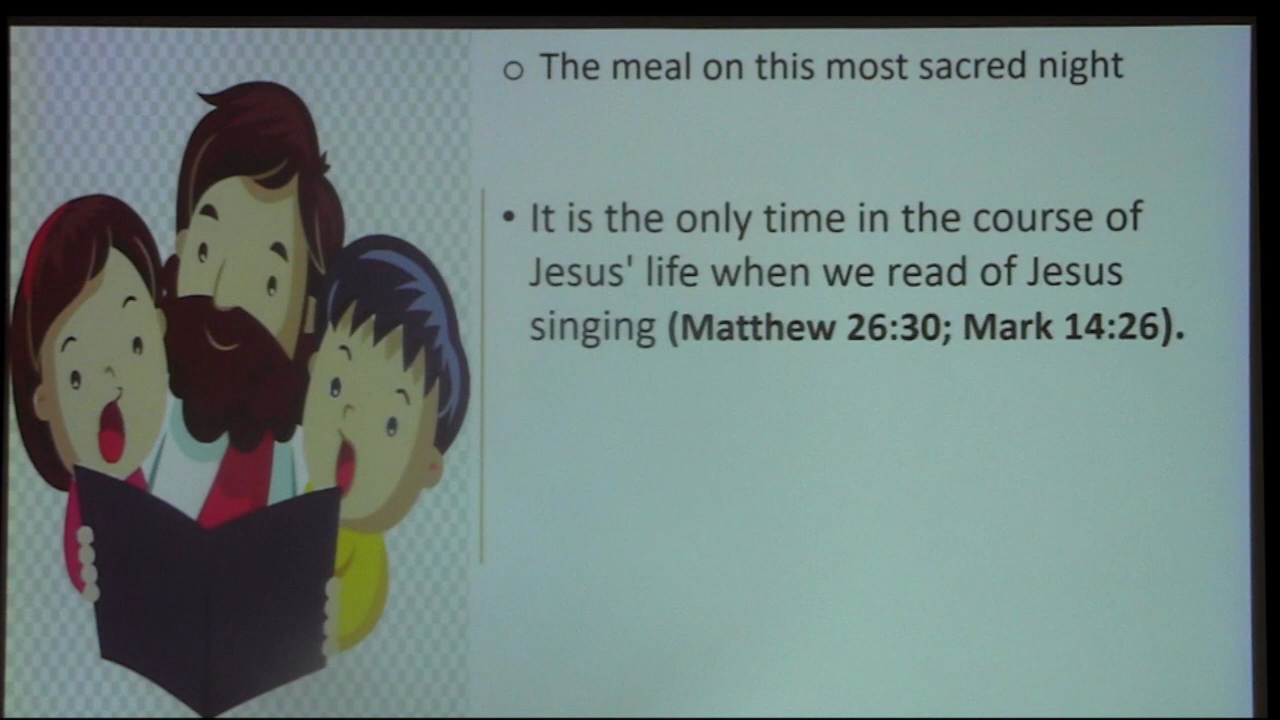 o The meal on this most sacred night
• It is the only time in the course of
Jesus' life when we read of Jesus
singing (Matthew 26:30; Mark 14:26).